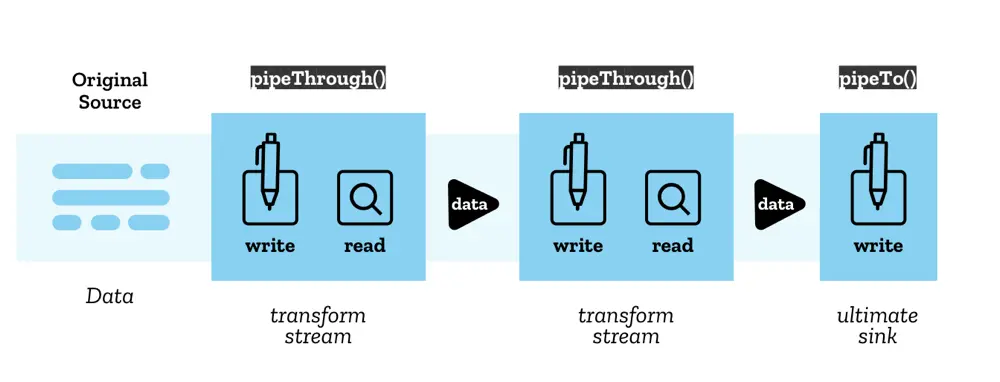 Original
Source
pipeThrough()
pipeThrough()
pipeTo()
write
read
data
write
read
data
write
Data
transform
stream
transform
stream
ultimate
sink